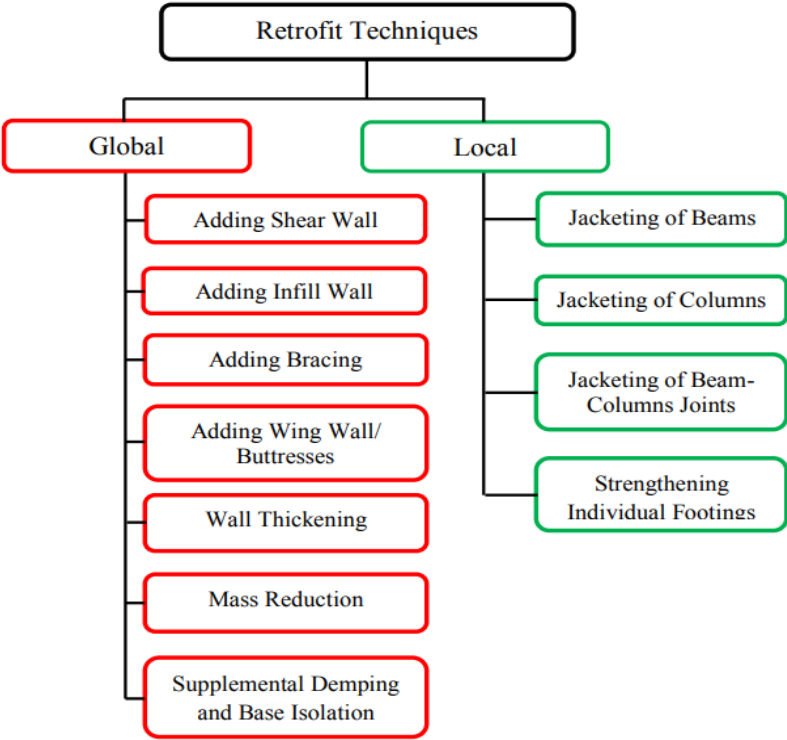 Retrofit Techniques
Global
Local
Adding Shear Wall
Adding Infill Wall
Adding Bracing
Adding Wing Wall/
Buttresses
Wall Thickening
Mass Reduction
Supplemental Demping
and Base Isolation
Jacketing of Beams
Jacketing of Columns
Jacketing of Beam-
Columns Joints
Strengthening
Individual Footings